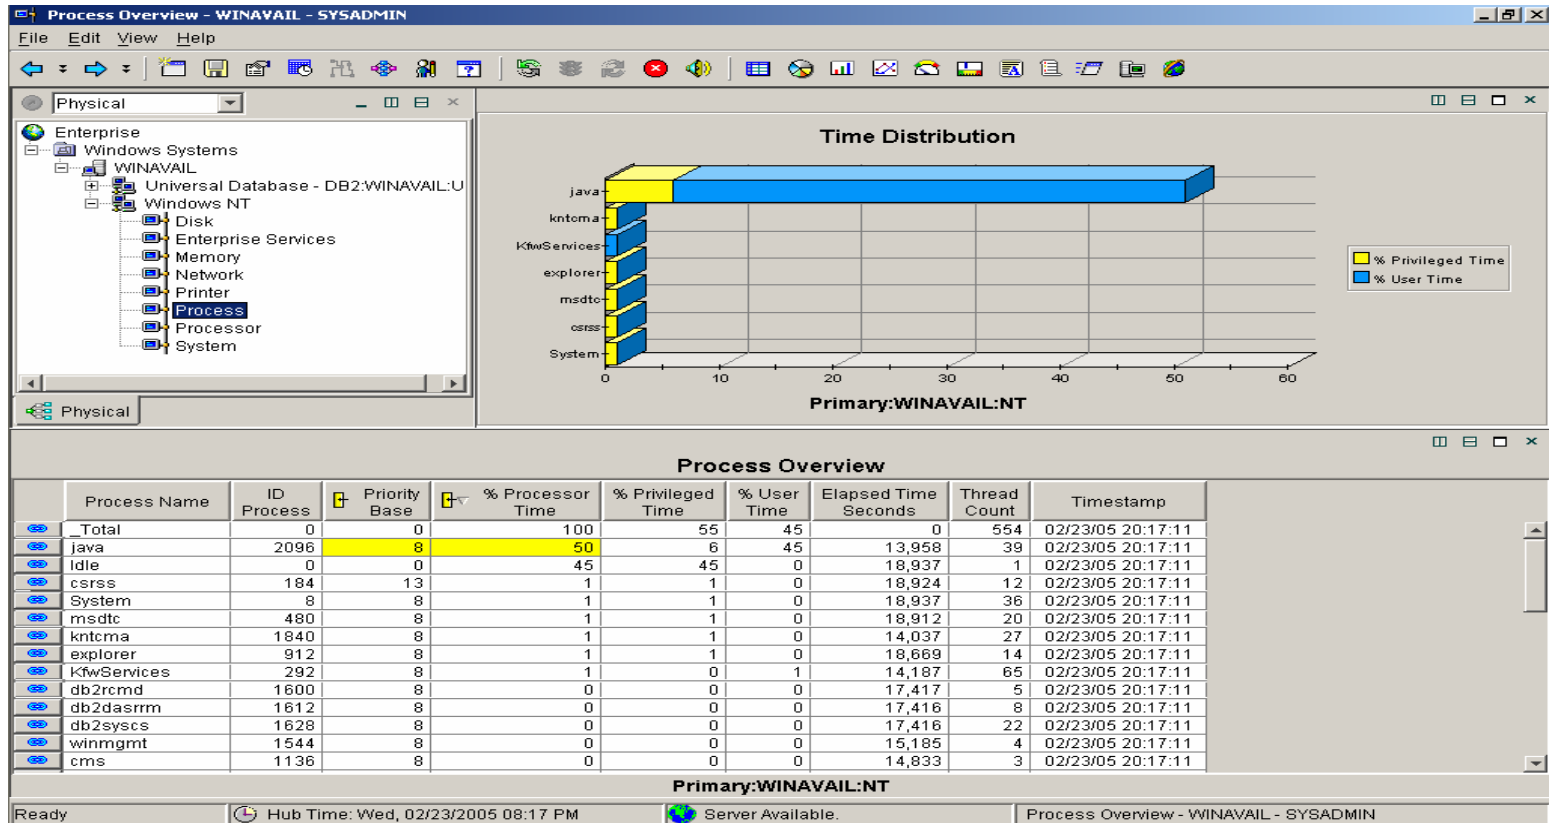 Process Overview - WINAVAIL - SYSADMIN
File Edit View Help
Physical
Enterprise
Windows Systems
WINAVAIL
Universal Database - DB2:WINAVAIL:U
Windows NT
Disk
Enterprise Services
Memory
Network
Printer
Process
Processor
System
Physical
Time Distribution
java
kntcma
KfwServices
explorer
msdtc
csrss
System
0 10 20 30 40 50 60
Primary:WINAVAIL:NT
% Privileged Time
% User Time
Process Overview
Process Name ID Process Priority Base % Processor Time % Privileged Time % User Time Elapsed Time Seconds Thread Count Timestamp
_Total 0 0 100 55 45 0 554 02/23/05 20:17:11
java 2096 8 50 6 45 13,958 39 02/23/05 20:17:11
Idle 0 0 45 45 0 18,937 1 02/23/05 20:17:11
csrss 184 13 1 1 0 18,924 12 02/23/05 20:17:11
System 8 8 1 1 0 18,937 36 02/23/05 20:17:11
msdtc 480 8 1 1 0 18,912 20 02/23/05 20:17:11
kntcma 1840 8 1 1 0 14,037 27 02/23/05 20:17:11
explorer 912 8 1 1 0 18,669 14 02/23/05 20:17:11
KfwServices 292 8 1 0 1 14,187 65 02/23/05 20:17:11
db2rcmd 1600 8 0 0 0 17,417 5 02/23/05 20:17:11
db2dasrrm 1612 8 0 0 0 17,416 8 02/23/05 20:17:11
db2syscs 1628 8 0 0 0 17,416 22 02/23/05 20:17:11
winmgmt 1544 8 0 0 0 15,185 4 02/23/05 20:17:11
cms 1136 8 0 0 0 14,833 3 02/23/05 20:17:11
Primary:WINAVAIL:NT
Ready
Hub Time: Wed, 02/23/2005 08:17 PM
Server Available.
Process Overview - WINAVAIL - SYSADMIN